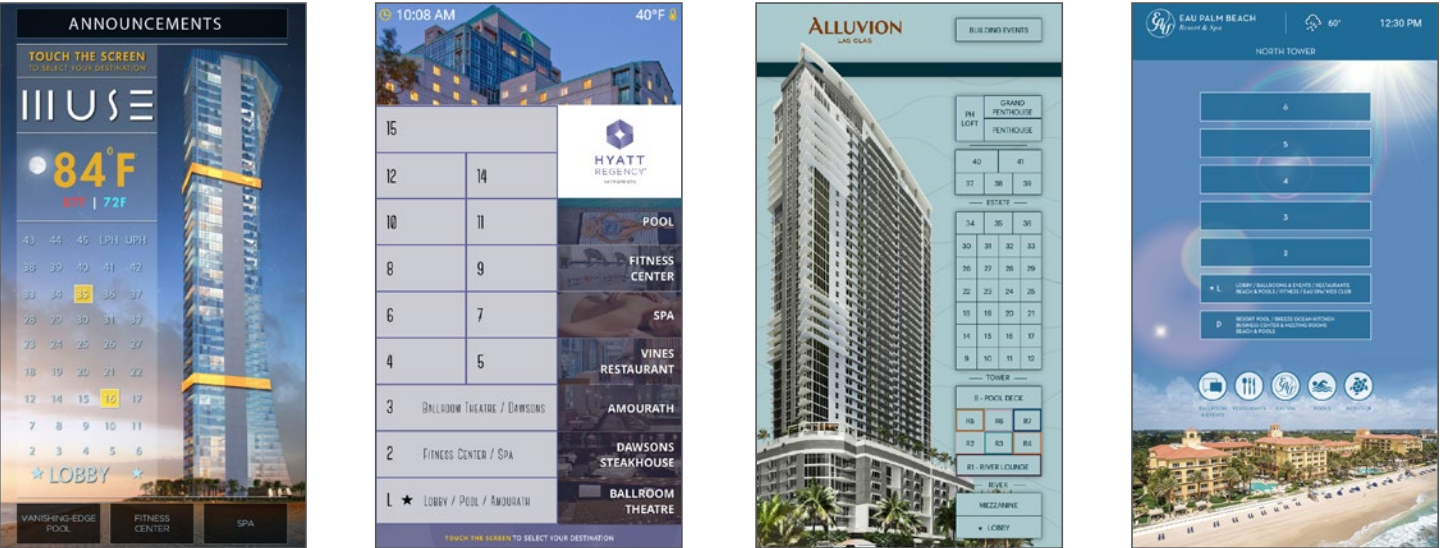 ANNOUNCEMENTS
TOUCH THE SCREEN
TO SELECT YOUR DESTINATION
MUSE
84°F
87F | 72F
43 44 45 LPH UPH
38 39 40 41 42
33 34 35 36 37
28 29 30 31 32
23 24 25 26 27
18 19 20 21 22
12 14 15 16 17
7 8 9 10 11
2 3 4 5 6
★ LOBBY ★
VANISHING-EDGE
POOL
FITNESS
CENTER
SPA
10:08 AM
40°F
15
HYATT
REGENCY
12 14
10 11
POOL
8 9
FITNESS
CENTER
6 7
SPA
4 5
VINES
RESTAURANT
3 BALLROOM THEATRE / DAWSONS
AMOURATH
2 FITNESS CENTER / SPA
DAWSONS
STEAKHOUSE
L ★ LOBBY / POOL / AMOURATH
BALLROOM
THEATRE
TOUCH THE SCREEN TO SELECT YOUR DESTINATION
ALLUVION
LAS OLAS
BUILDING EVENTS
PH
LOFT
GRAND
PENTHOUSE
PENTHOUSE
40 41
37 38 39
ESTATE
34 35 36
30 31 32 33
26 27 28 29
22 23 24 25
18 19 20 21
14 15 16 17
9 10 11 12
TOWER
8 - POOL DECK
R5 R6 R7
R2 R3 R4
R1 - RIVER LOUNGE
RIVER
MEZZANINE
LOBBY
EAU PALM BEACH
Resort & Spa
60°
12:30 PM
NORTH TOWER
6
5
4
3
2
★ L
LOBBY / BALLROOMS & EVENTS / RESTAURANTS
BEACH & POOLS / FITNESS / EAU SPA/ KIDS CLUB
P
RESORT POOL / BREEZE OCEAN KITCHEN
BUSINESS CENTER & MEETING ROOMS
BEACH & POOLS
BALLROOM
& EVENTS
RESTAURANTS
EAU SPA
POOLS